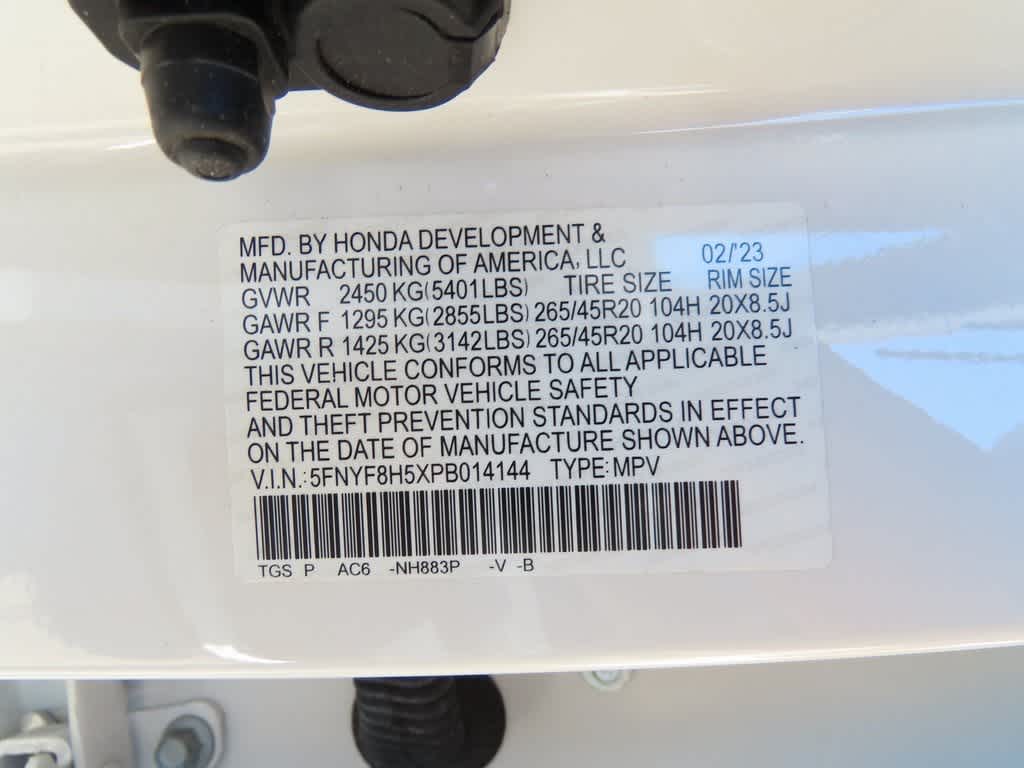 MFD. BY HONDA DEVELOPMENT &
MANUFACTURING OF AMERICA, LLC 02/'23
GVWR 2450 KG(5401LBS) TIRE SIZE RIM SIZE
GAWR F 1295 KG(2855LBS) 265/45R20 104H 20X8.5J
GAWR R 1425 KG(3142LBS) 265/45R20 104H 20X8.5J
THIS VEHICLE CONFORMS TO ALL APPLICABLE
FEDERAL MOTOR VEHICLE SAFETY
AND THEFT PREVENTION STANDARDS IN EFFECT
ON THE DATE OF MANUFACTURE SHOWN ABOVE.
V.I.N.: 5FNYF8H5XPB014144 TYPE: MPV
TGS P AC6 -NH883P -V -B